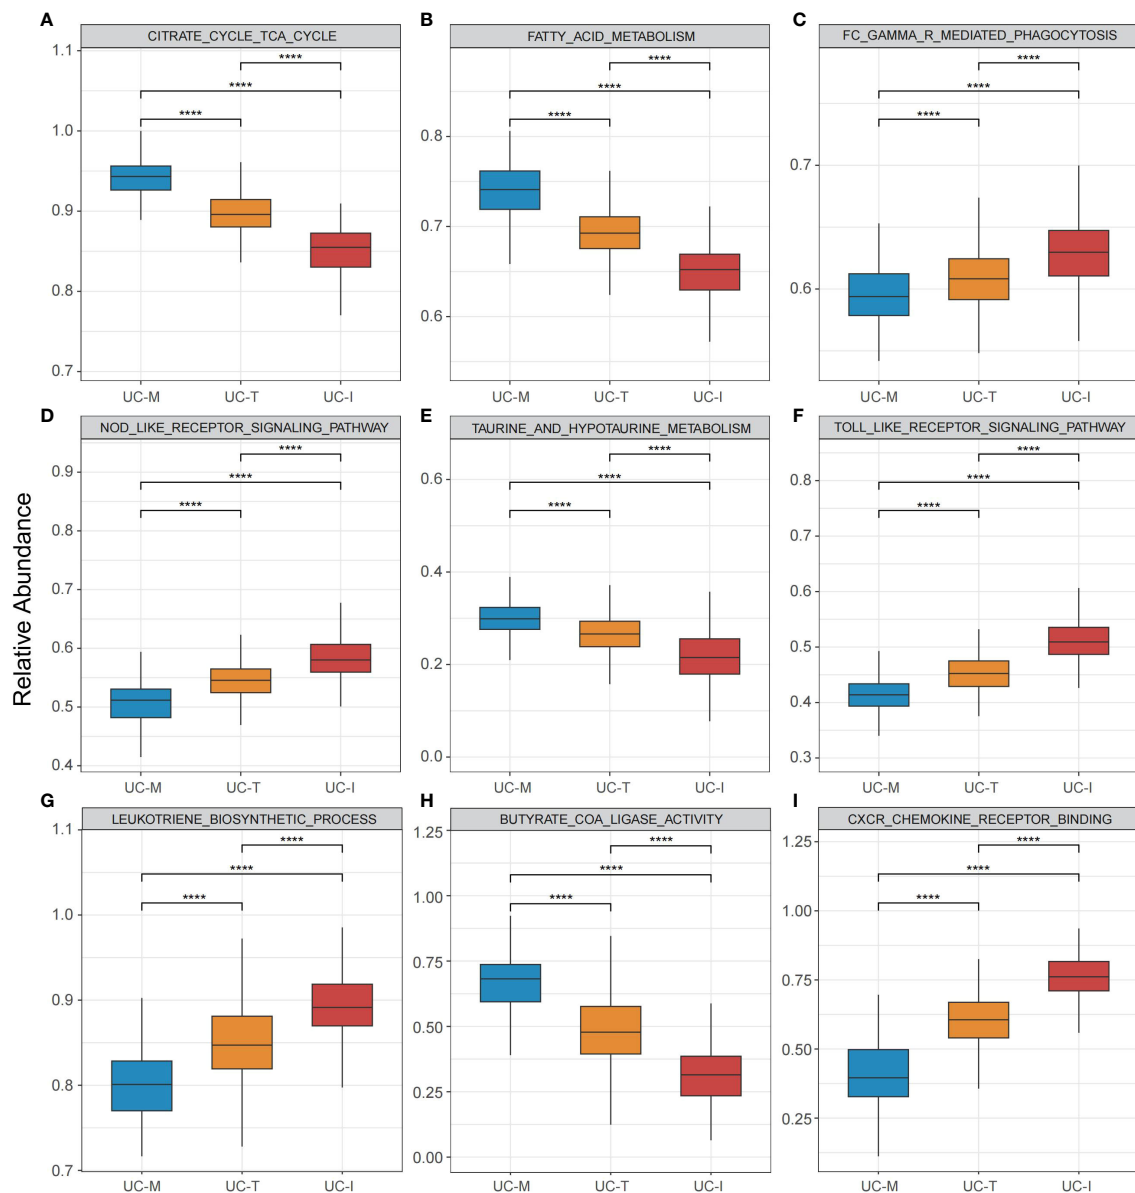 A
CITRATE_CYCLE_TCA_CYCLE
1.1
1.0
0.9
0.8
0.7
****
****
****
UC-M UC-T UC-I
B
FATTY_ACID_METABOLISM
0.8
0.7
0.6
****
****
****
UC-M UC-T UC-I
C
FC_GAMMA_R_MEDIATED_PHAGOCYTOSIS
0.7
0.6
****
****
****
UC-M UC-T UC-I
Relative Abundance
D
NOD_LIKE_RECEPTOR_SIGNALING_PATHWAY
0.9
0.8
0.7
0.6
0.5
0.4
****
****
****
UC-M UC-T UC-I
E
TAURINE_AND_HYPOTAURINE_METABOLISM
0.6
0.4
0.2
0.0
****
****
****
UC-M UC-T UC-I
F
TOLL_LIKE_RECEPTOR_SIGNALING_PATHWAY
0.8
0.7
0.6
0.5
0.4
0.3
****
****
****
UC-M UC-T UC-I
G
LEUKOTRIENE_BIOSYNTHETIC_PROCESS
1.1
1.0
0.9
0.8
0.7
****
****
****
UC-M UC-T UC-I
H
BUTYRATE_COA_LIGASE_ACTIVITY
1.25
1.00
0.75
0.50
0.25
0.00
****
****
****
UC-M UC-T UC-I
I
CXCR_CHEMOKINE_RECEPTOR_BINDING
1.25
1.00
0.75
0.50
0.25
****
****
****
UC-M UC-T UC-I